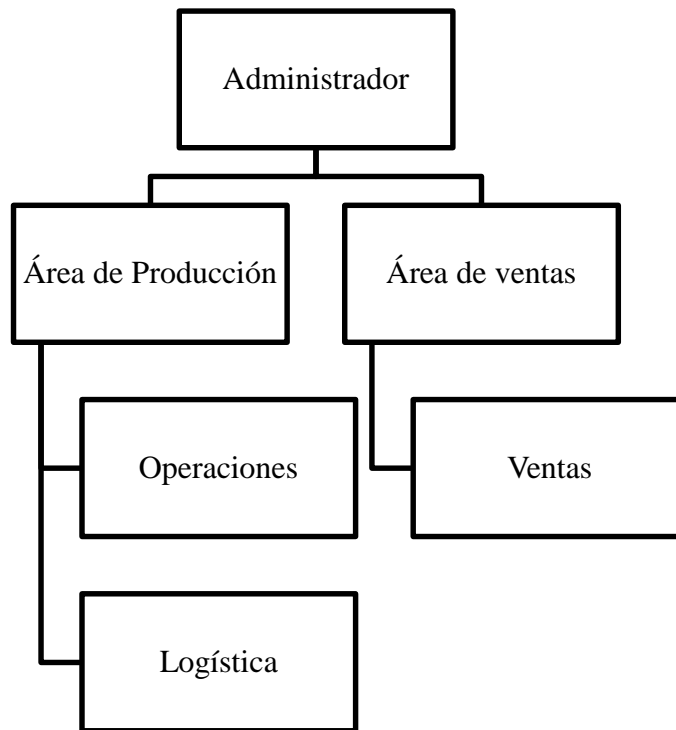 Administrador
Área de Producción
Área de ventas
Operaciones
Ventas
Logística